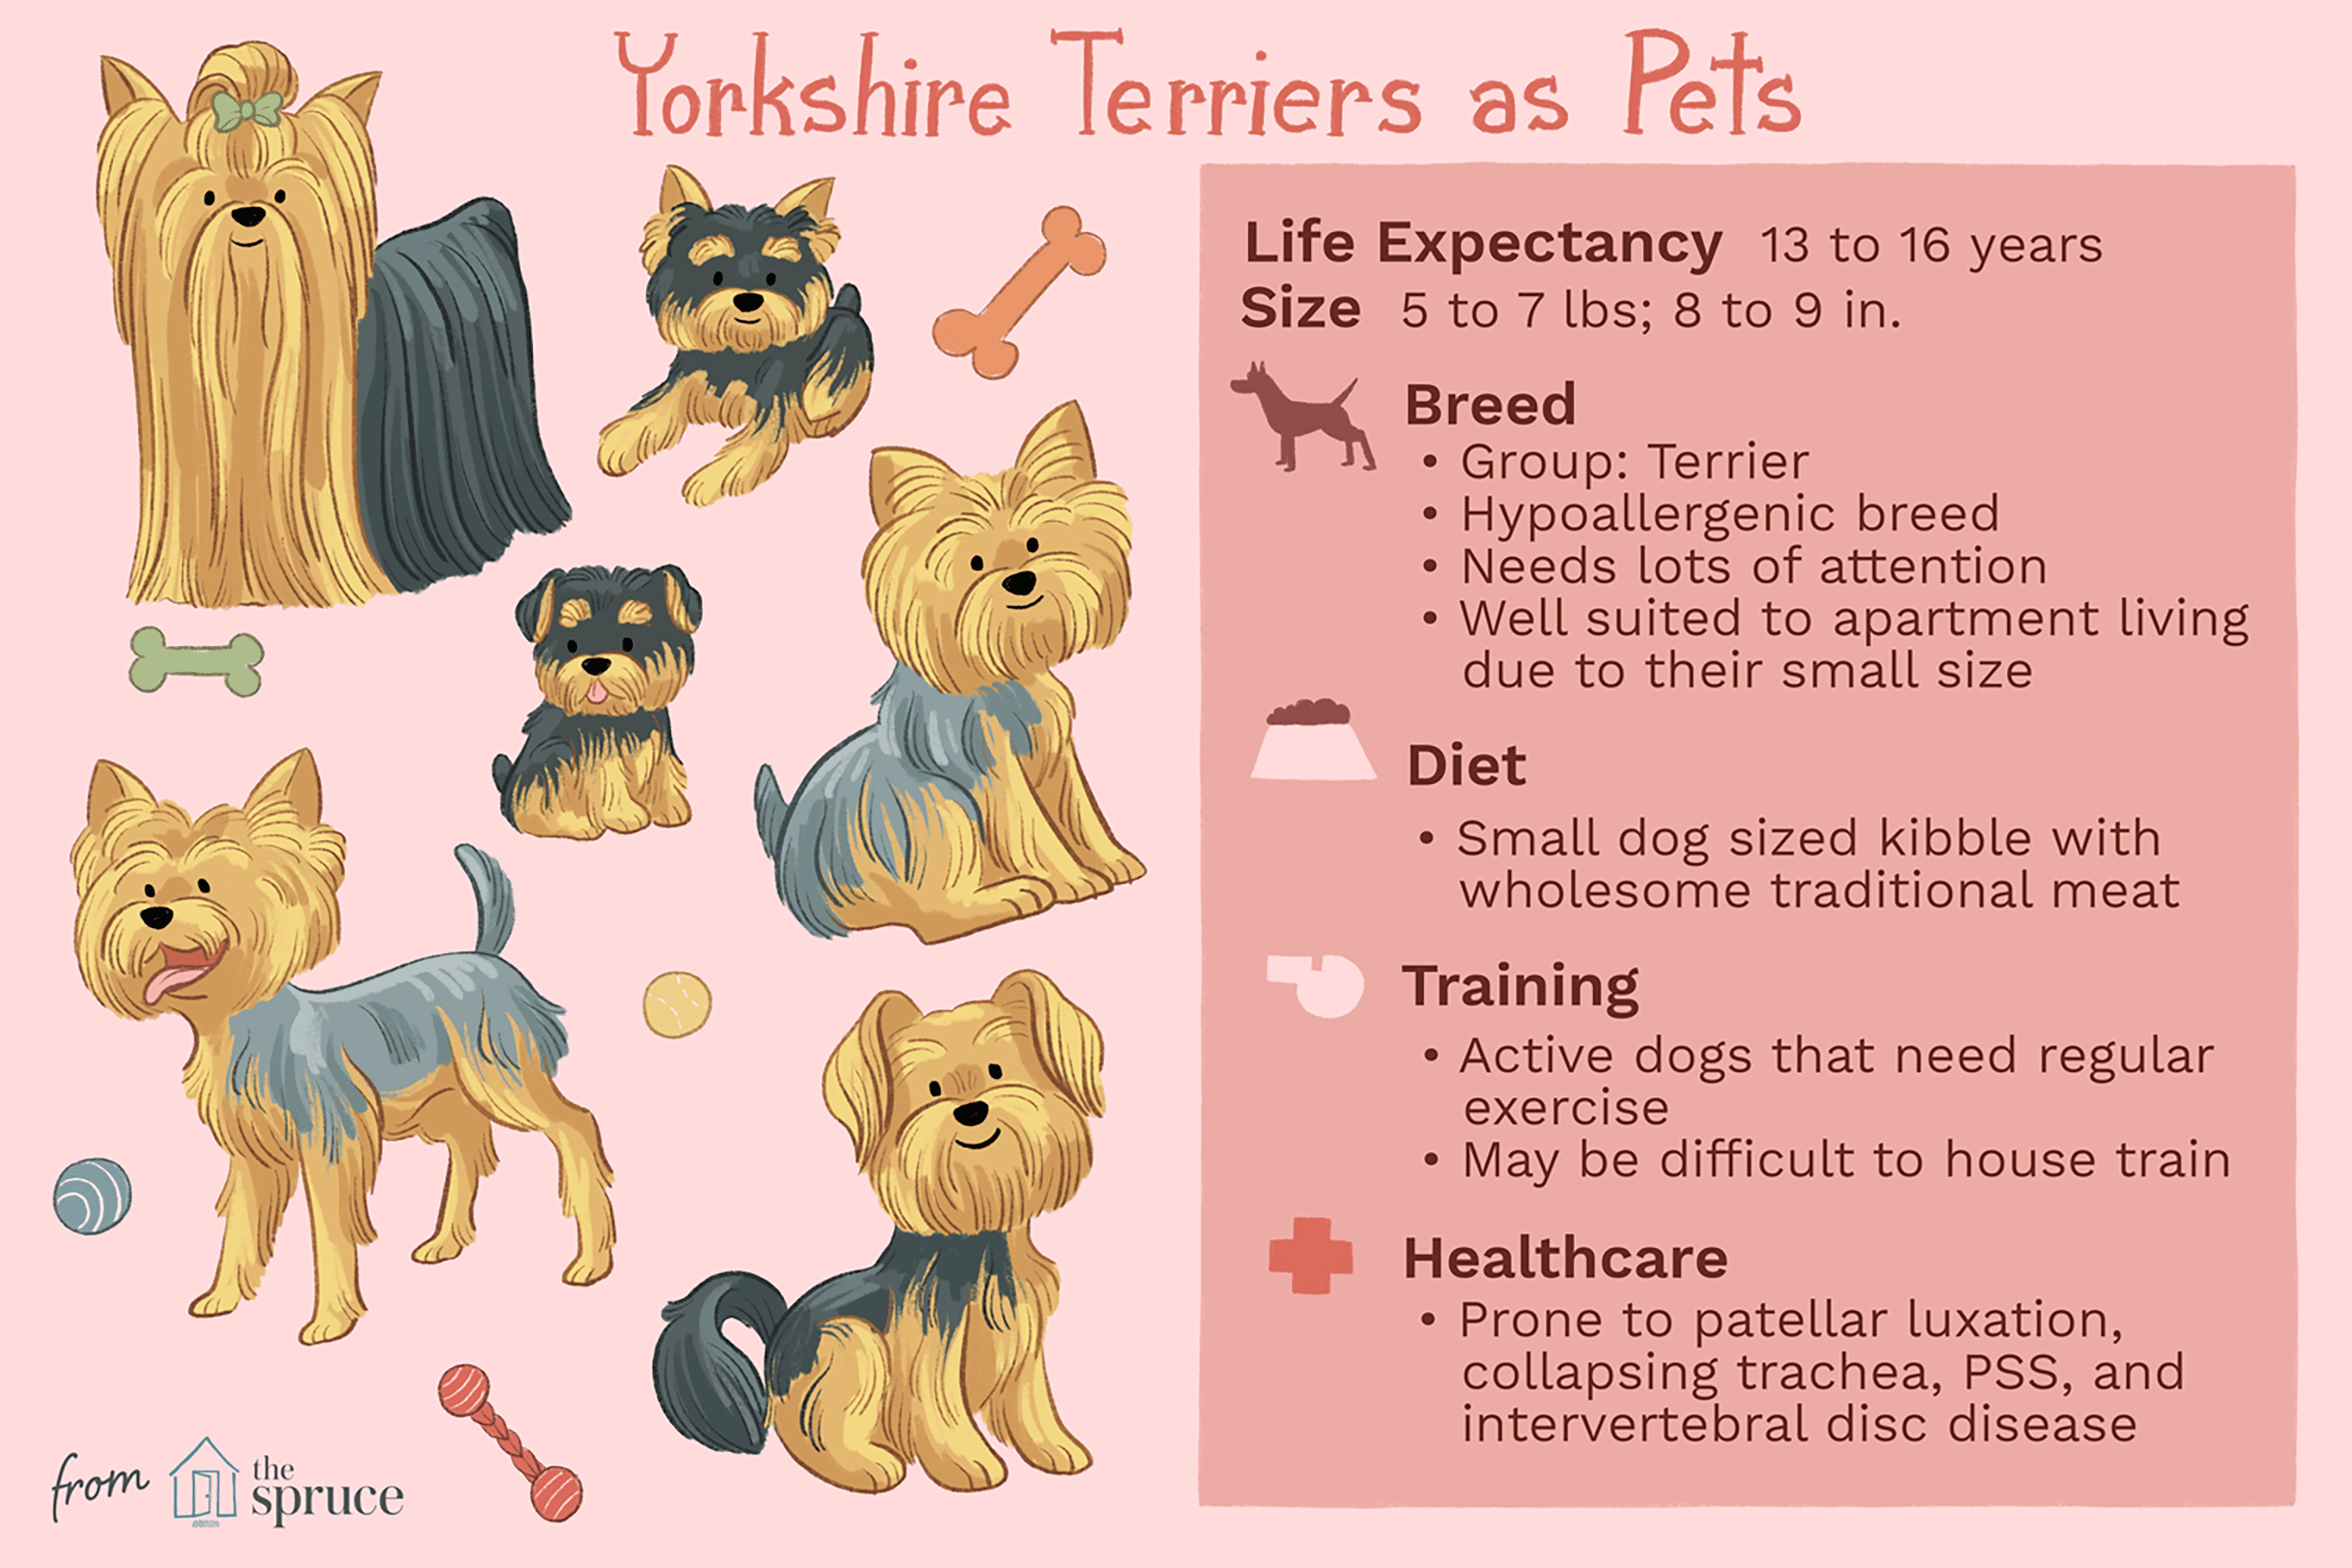 Yorkshire Terriers as Pets
Life Expectancy 13 to 16 years
Size 5 to 7 lbs; 8 to 9 in.
Breed
• Group: Terrier
• Hypoallergenic breed
• Needs lots of attention
• Well suited to apartment living
due to their small size
Diet
• Small dog sized kibble with
wholesome traditional meat
Training
• Active dogs that need regular
exercise
• May be difficult to house train
Healthcare
• Prone to patellar luxation,
collapsing trachea, PSS, and
intervertebral disc disease
from the
spruce